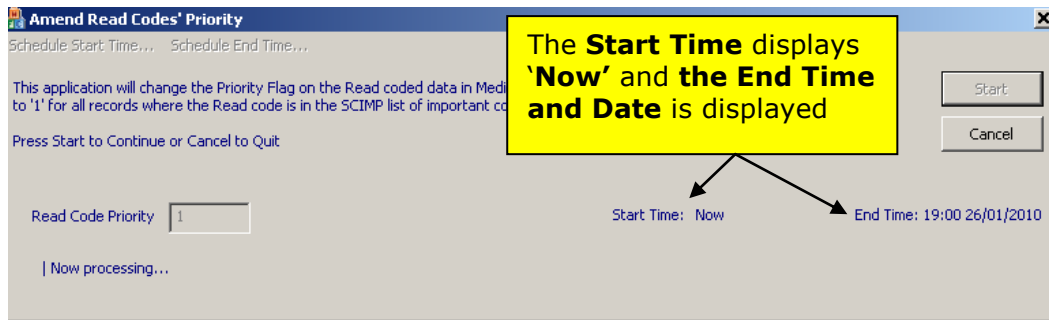 Amend Read Codes' Priority
Schedule Start Time... Schedule End Time...
The Start Time displays
‘Now’ and the End Time
and Date is displayed
This application will change the Priority Flag on the Read coded data in Medi
to '1' for all records where the Read code is in the SCIMP list of important co
Press Start to Continue or Cancel to Quit
Start
Cancel
Read Code Priority 1
Start Time: Now
End Time: 19:00 26/01/2010
| Now processing...